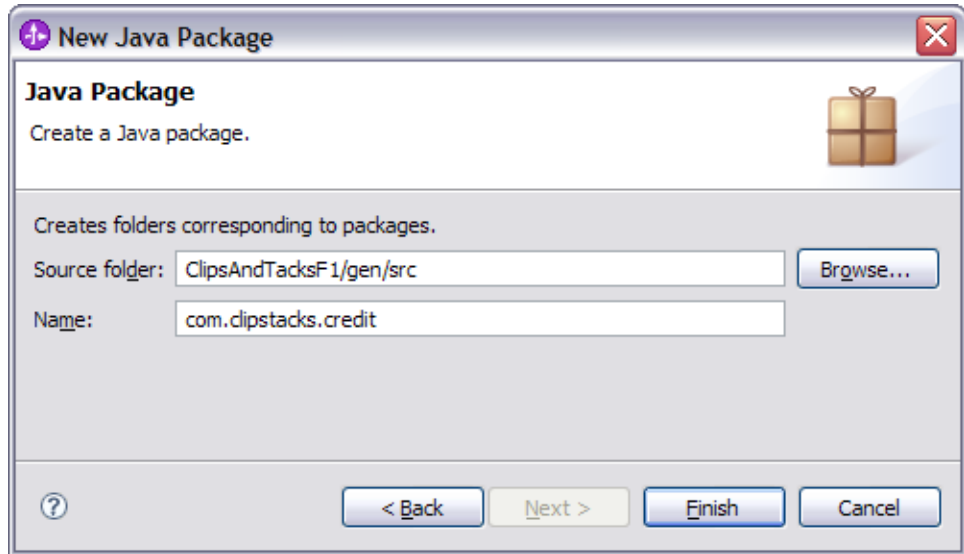 New Java Package
Java Package
Create a Java package.
Creates folders corresponding to packages.
Source folder: ClipsAndTacksF1/gen/src Browse...
Name: com.clipstacks.credit
< Back Next > Finish Cancel